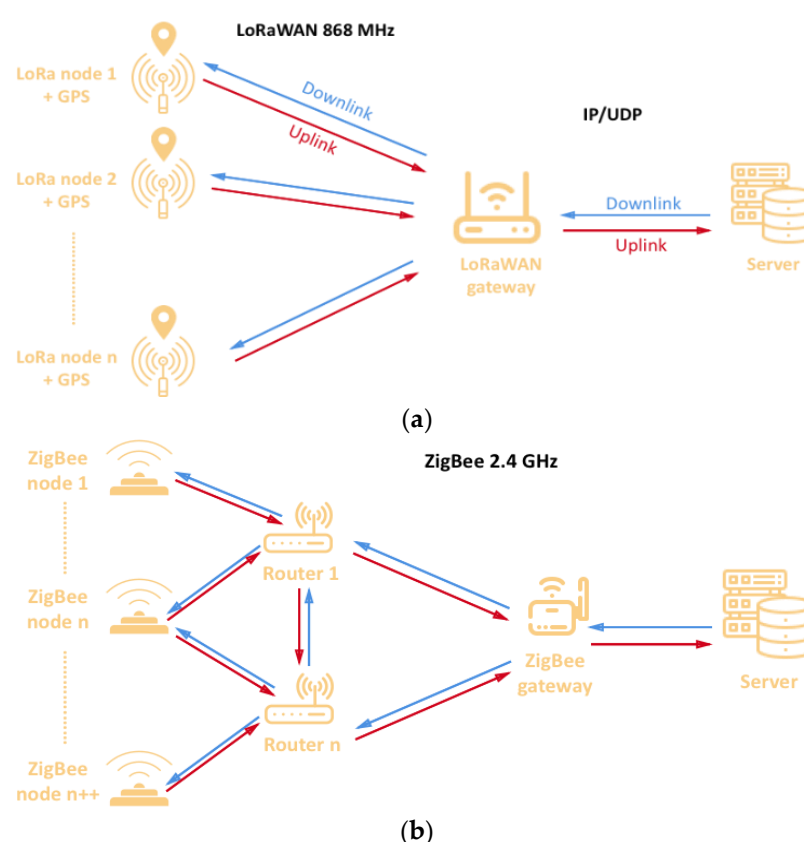 LoRaWAN 868 MHz
LoRa node 1
+ GPS
Downlink
Uplink
IP/UDP
LoRa node 2
+ GPS
Downlink
Uplink
LoRaWAN
gateway
Server
LoRa node n
+ GPS
(a)
ZigBee 2.4 GHz
ZigBee
node 1
Router 1
ZigBee
node n
ZigBee
gateway
Server
Router n
ZigBee
node n++
(b)